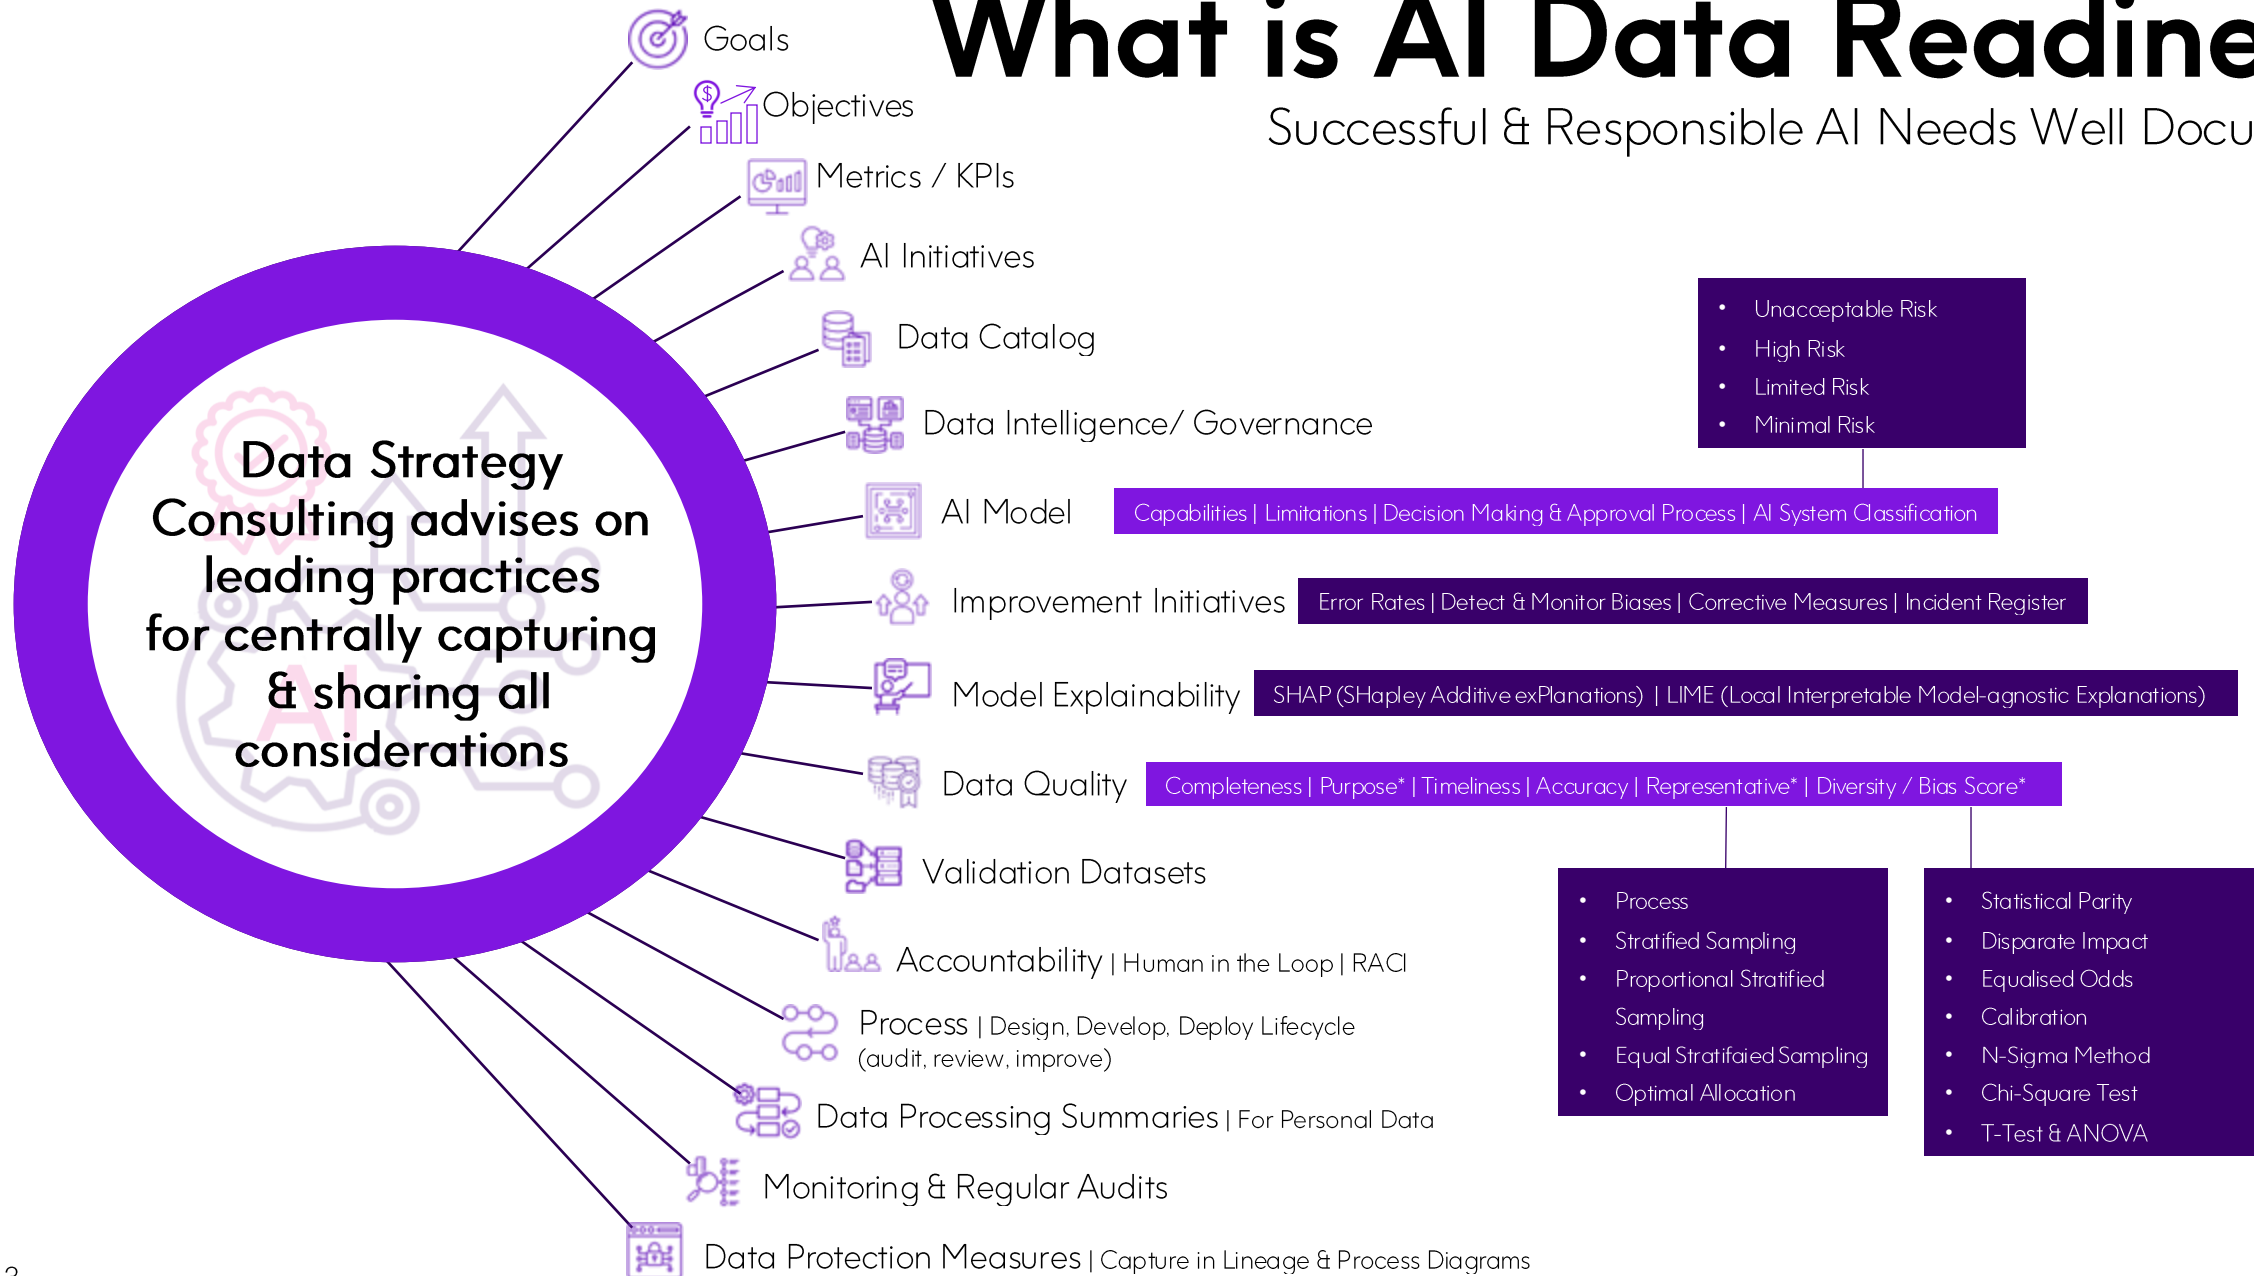 What is AI Data Readine
Successful & Responsible AI Needs Well Docu
Data Strategy
Consulting advises on
leading practices
for centrally capturing
& sharing all
considerations
AI
Goals
Objectives
Metrics / KPIs
AI Initiatives
Data Catalog
Data Intelligence/ Governance
AI Model
Capabilities | Limitations | Decision Making & Approval Process | AI System Classification
• Unacceptable Risk
• High Risk
• Limited Risk
• Minimal Risk
Improvement Initiatives
Error Rates | Detect & Monitor Biases | Corrective Measures | Incident Register
Model Explainability
SHAP (SHapley Additive exPlanations) | LIME (Local Interpretable Model-agnostic Explanations)
Data Quality
Completeness | Purpose* | Timeliness | Accuracy | Representative* | Diversity / Bias Score*
• Process
• Stratified Sampling
• Proportional Stratified
Sampling
• Equal Stratifaied Sampling
• Optimal Allocation
• Statistical Parity
• Disparate Impact
• Equalised Odds
• Calibration
• N-Sigma Method
• Chi-Square Test
• T-Test & ANOVA
Validation Datasets
Accountability | Human in the Loop | RACI
Process | Design, Develop, Deploy Lifecycle
(audit, review, improve)
Data Processing Summaries | For Personal Data
Monitoring & Regular Audits
Data Protection Measures | Capture in Lineage & Process Diagrams